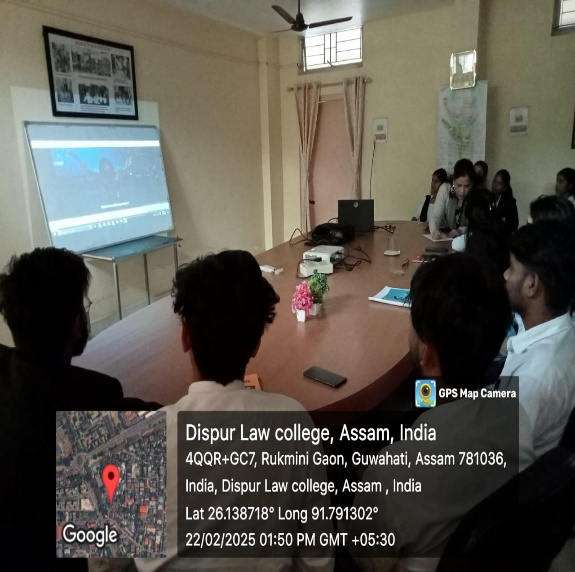 GPS Map Camera
Dispur Law college, Assam, India
4QQR+GC7, Rukmini Gaon, Guwahati, Assam 781036,
India, Dispur Law college, Assam , India
Lat 26.138718° Long 91.791302°
22/02/2025 01:50 PM GMT +05:30
Google